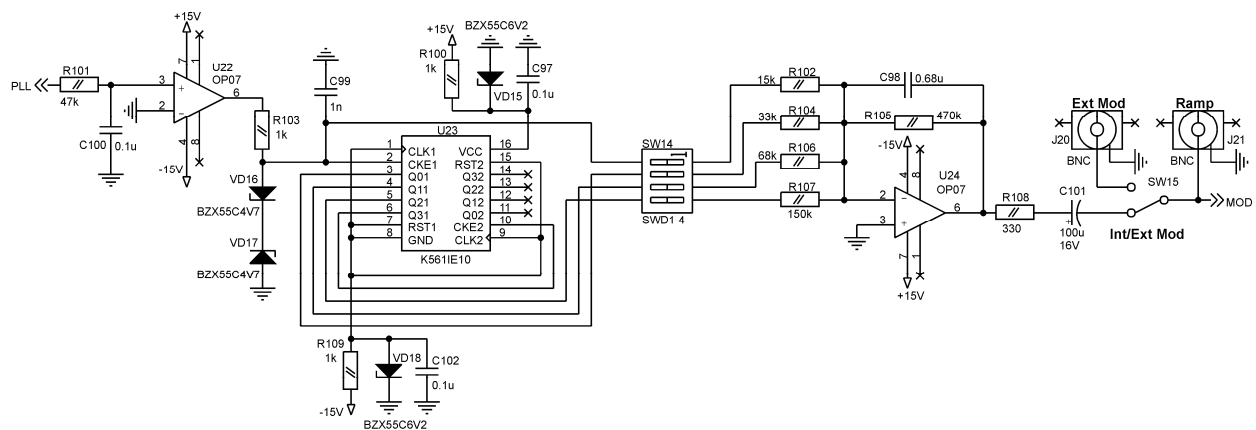 PLL
R101
47k
C100
0.1u
+15V
7
1
3
2
+
−
4
8
6
U22
OP07
-15V
R103
1k
VD16
BZX55C4V7
VD17
BZX55C4V7
C99
1n
+15V
R100
1k
BZX55C6V2
VD15
C97
0.1u
U23
1 CLK1 VCC 16
2 CKE1 RST2 15
3 Q01 Q32 14
4 Q11 Q22 13
5 Q21 Q12 12
6 Q31 Q02 11
7 RST1 CKE2 10
8 GND CLK2 9
K561IE10
R109
1k
-15V
VD18
BZX55C6V2
C102
0.1u
SW14
1
SWD1 4
15k
R102
33k
R104
68k
R106
R107
150k
C98
0.68u
R105
470k
-15V
4
8
U24
OP07
2
3
−
+
6
7
1
+15V
R108
330
C101
+
100u
16V
Ext Mod
J20
BNC
Ramp
J21
BNC
SW15
Int/Ext Mod
MOD